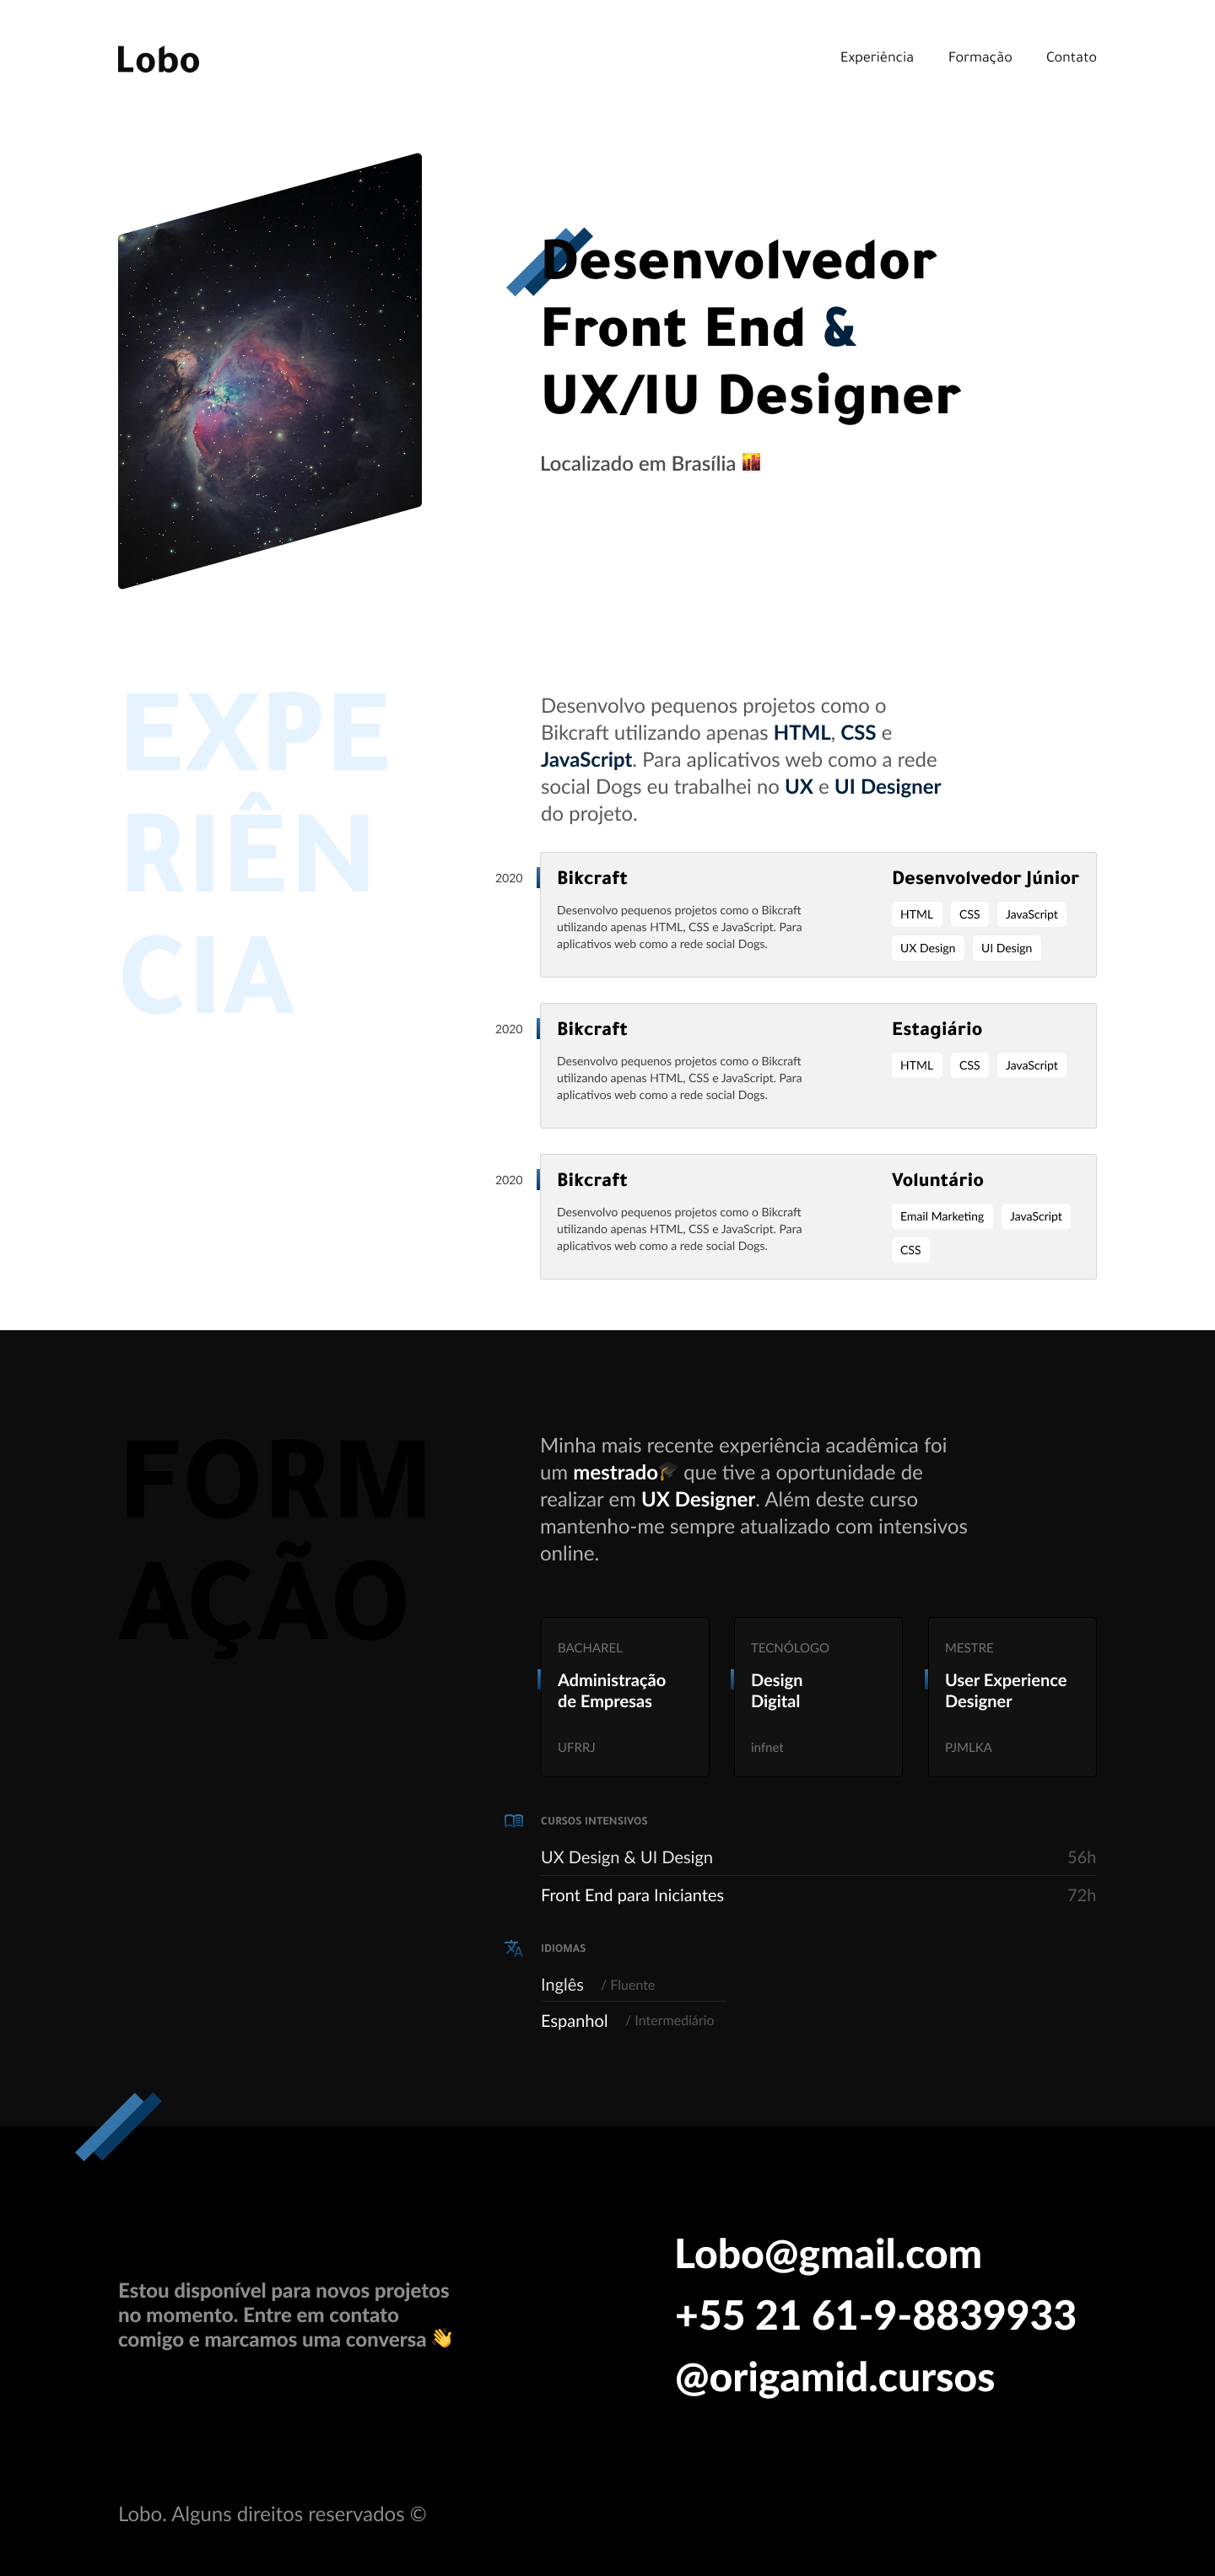 Lobo
Experiência Formação Contato
Desenvolvedor
Front End &
UX/IU Designer
Localizado em Brasília 🌇
EXPE
RIÊN
CIA
Desenvolvo pequenos projetos como o
Bikcraft utilizando apenas HTML, CSS e
JavaScript. Para aplicativos web como a rede
social Dogs eu trabalhei no UX e UI Designer
do projeto.
2020
Bikcraft
Desenvolvo pequenos projetos como o Bikcraft
utilizando apenas HTML, CSS e JavaScript. Para
aplicativos web como a rede social Dogs.
Desenvolvedor Júnior
HTML CSS JavaScript
UX Design UI Design
2020
Bikcraft
Desenvolvo pequenos projetos como o Bikcraft
utilizando apenas HTML, CSS e JavaScript. Para
aplicativos web como a rede social Dogs.
Estagiário
HTML CSS JavaScript
2020
Bikcraft
Desenvolvo pequenos projetos como o Bikcraft
utilizando apenas HTML, CSS e JavaScript. Para
aplicativos web como a rede social Dogs.
Voluntário
Email Marketing JavaScript
CSS
FORM
AÇÃO
Minha mais recente experiência acadêmica foi
um mestrado🎓 que tive a oportunidade de
realizar em UX Designer. Além deste curso
mantenho-me sempre atualizado com intensivos
online.
BACHAREL
Administração
de Empresas
UFRRJ
TECNÓLOGO
Design
Digital
infnet
MESTRE
User Experience
Designer
PJMLKA
CURSOS INTENSIVOS
UX Design & UI Design 56h
Front End para Iniciantes 72h
IDIOMAS
Inglês / Fluente
Espanhol / Intermediário
Estou disponível para novos projetos
no momento. Entre em contato
comigo e marcamos uma conversa 👋
Lobo@gmail.com
+55 21 61-9-8839933
@origamid.cursos
Lobo. Alguns direitos reservados ©